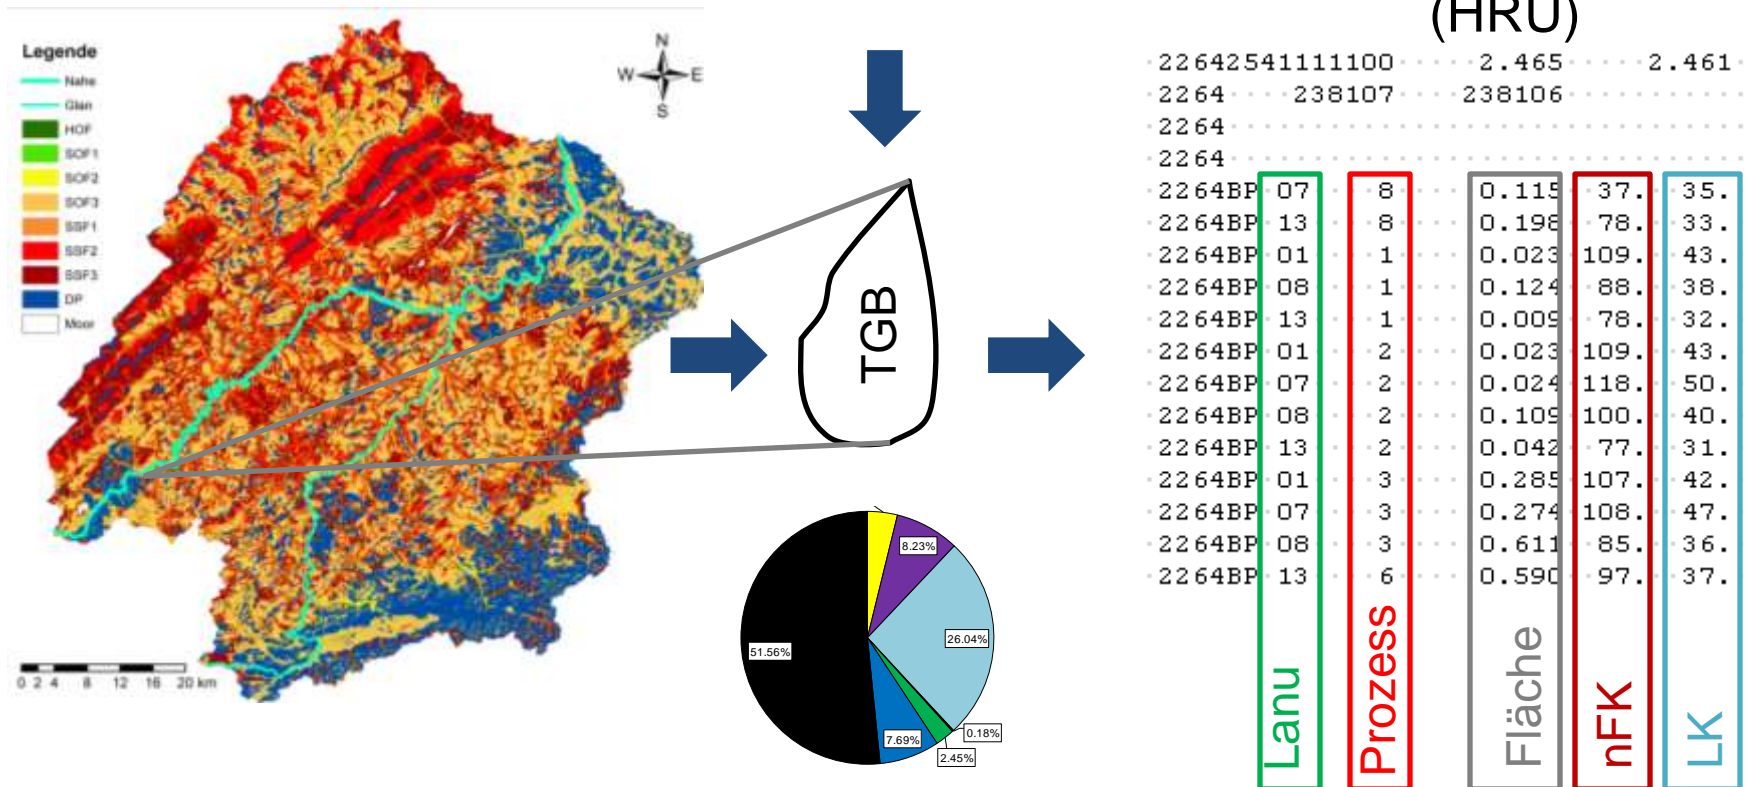 Legende
Nahe
Glan
HOF
SOF1
SOF2
SOF3
SSF1
SSF2
SSF3
DP
Moor
N
W E
S
0 2 4 8 12 16 20 km
TGB
8.23%
26.04%
0.18%
2.45%
7.69%
51.56%
(HRU)
22642541111100 2.465 2.461
2264 238107 238106
2264
2264
2264BP 07 8 0.115 37. 35.
2264BP 13 8 0.198 78. 33.
2264BP 01 1 0.023 109. 43.
2264BP 08 1 0.124 88. 38.
2264BP 13 1 0.009 78. 32.
2264BP 01 2 0.023 109. 43.
2264BP 07 2 0.024 118. 50.
2264BP 08 2 0.109 100. 40.
2264BP 13 2 0.042 77. 31.
2264BP 01 3 0.285 107. 42.
2264BP 07 3 0.274 108. 47.
2264BP 08 3 0.611 85. 36.
2264BP 13 6 0.590 97. 37.
Lanu
Prozess
Fläche
nFK
LK